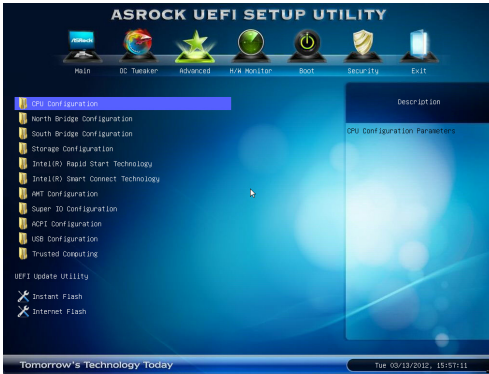 ASROCK UEFI SETUP UTILITY
ASRock
Main
OC Tweaker
Advanced
H/W Monitor
Boot
Security
Exit
CPU Configuration
North Bridge Configuration
South Bridge Configuration
Storage Configuration
Intel(R) Rapid Start Technology
Intel(R) Smart Connect Technology
AMT Configuration
Super IO Configuration
ACPI Configuration
USB Configuration
Trusted Computing
UEFI Update Utility
Instant Flash
Internet Flash
Description
CPU Configuration Parameters
Tomorrow's Technology Today
Tue 03/13/2012, 15:57:11